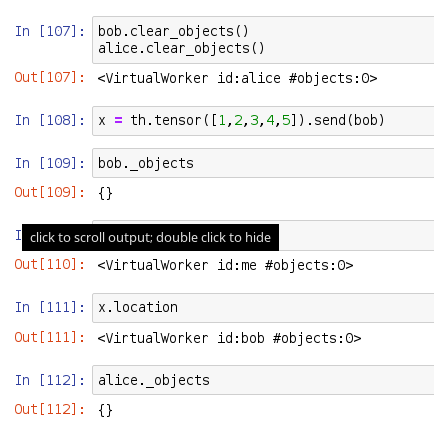 In [107]: bob.clear_objects()
alice.clear_objects()
Out[107]: <VirtualWorker id:alice #objects:0>
In [108]: x = th.tensor([1,2,3,4,5]).send(bob)
In [109]: bob._objects
Out[109]: {}
I
click to scroll output; double click to hide
Out[110]: <VirtualWorker id:me #objects:0>
In [111]: x.location
Out[111]: <VirtualWorker id:bob #objects:0>
In [112]: alice._objects
Out[112]: {}